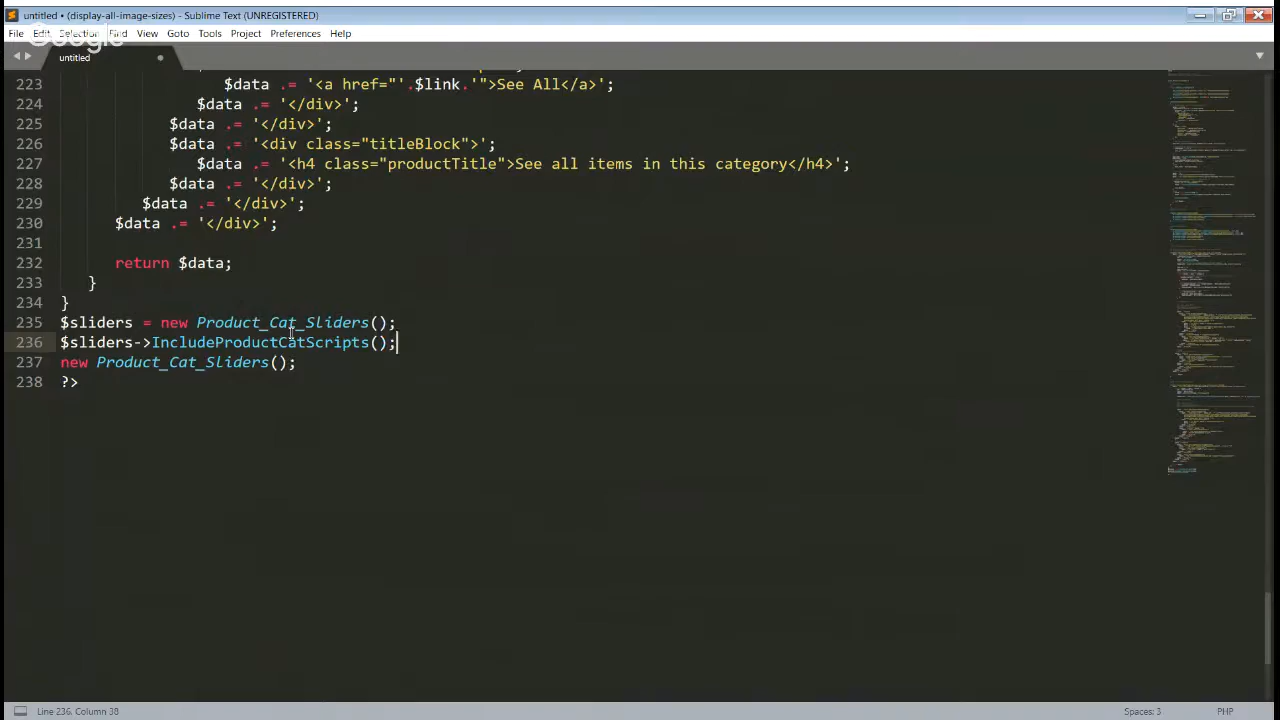 untitled • (display-all-image-sizes) - Sublime Text (UNREGISTERED)
File Edit Selection Find View Goto Tools Project Preferences Help
Google
untitled
223 $data .= '<a href="'.$link.'">See All</a>';
224 $data .= '</div>';
225 $data .= '</div>';
226 $data .= '<div class="titleBlock">';
227 $data .= '<h4 class="productTitle">See all items in this category</h4>';
228 $data .= '</div>';
229 $data .= '</div>';
230 $data .= '</div>';
231
232 return $data;
233 }
234 }
235 $sliders = new Product_Cat_Sliders();
236 $sliders->IncludeProductCatScripts();
237 new Product_Cat_Sliders();
238 ?>
Line 236, Column 38 Spaces: 3 PHP